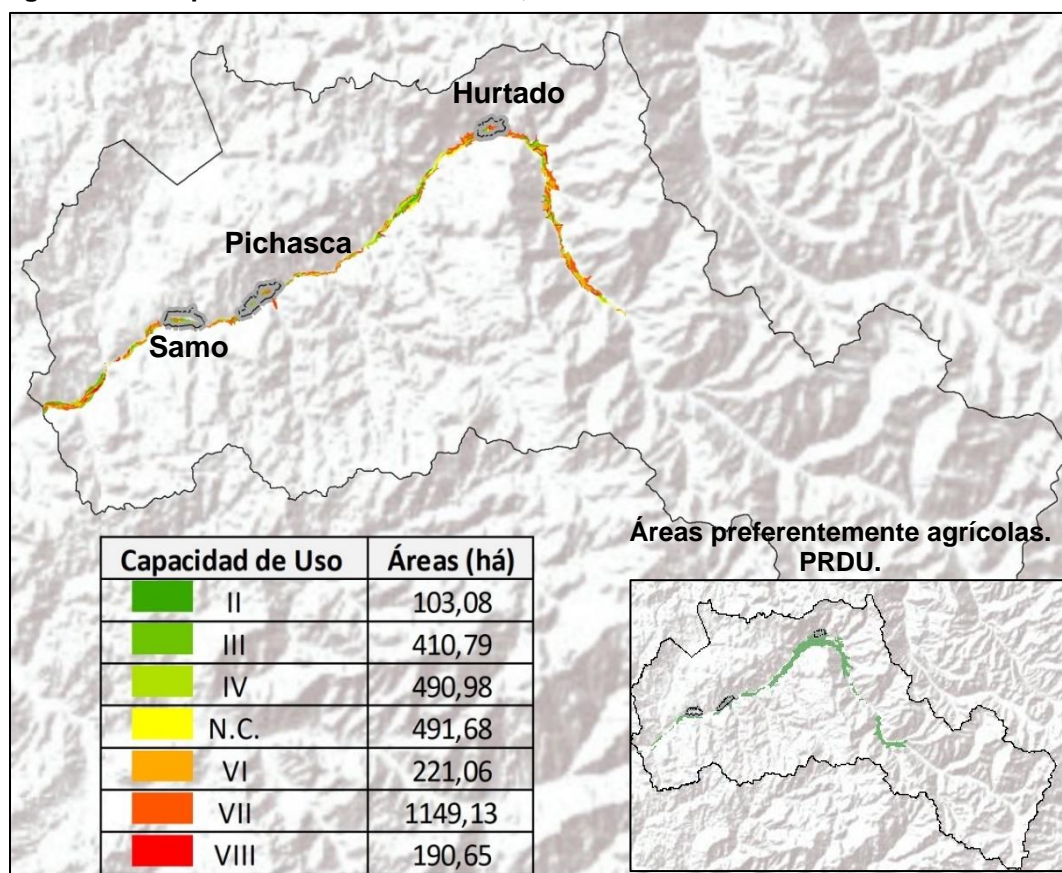 Hurtado
Pichasca
Samo
Capacidad de Uso Áreas (há)
II 103,08
III 410,79
IV 490,98
N.C. 491,68
VI 221,06
VII 1149,13
VIII 190,65
Áreas preferentemente agrícolas.
PRDU.